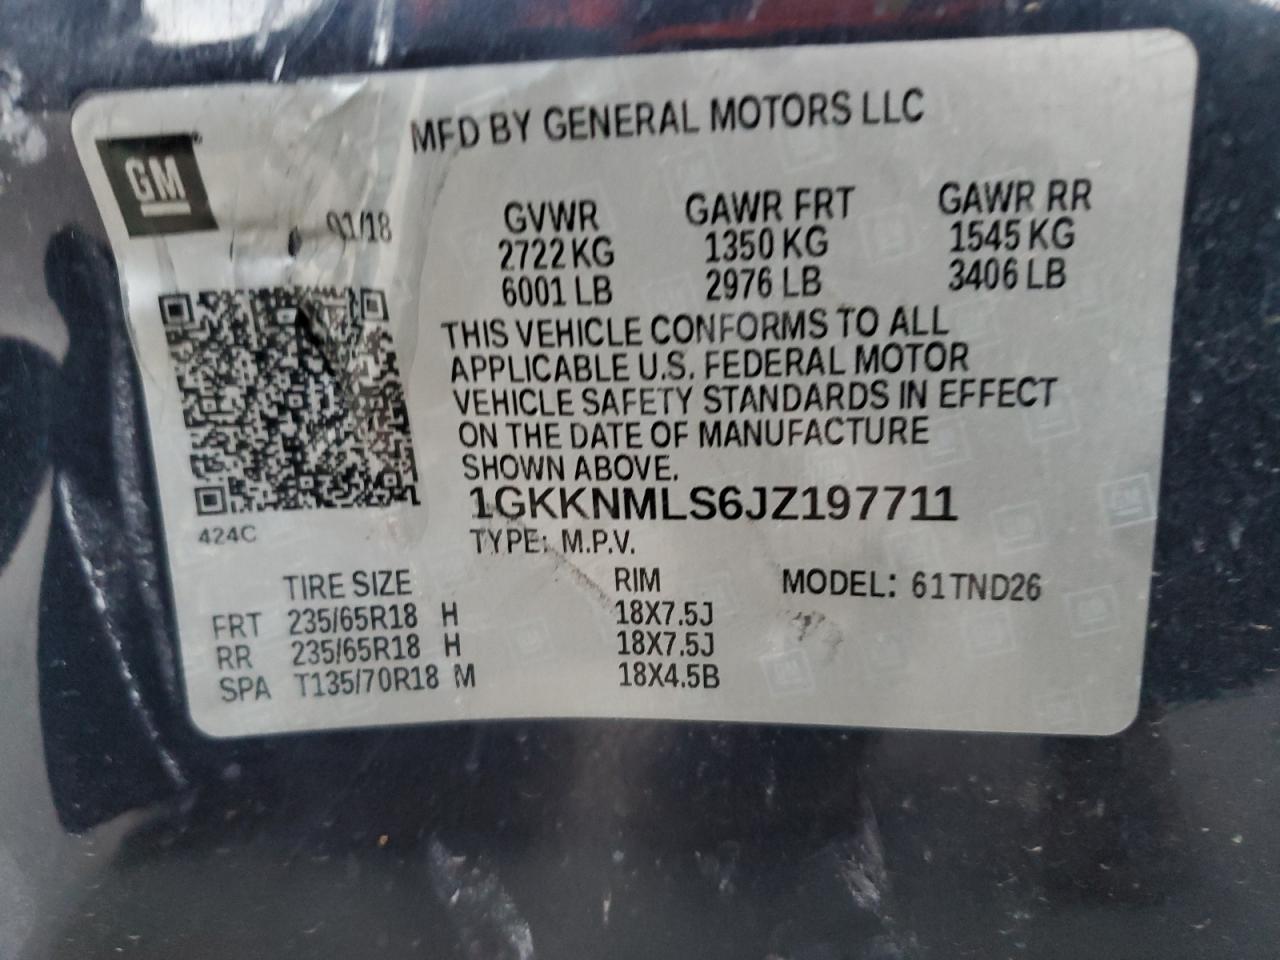 MFD BY GENERAL MOTORS LLC
GM
01/18
GVWR GAWR FRT GAWR RR
2722 KG 1350 KG 1545 KG
6001 LB 2976 LB 3406 LB
THIS VEHICLE CONFORMS TO ALL
APPLICABLE U.S. FEDERAL MOTOR
VEHICLE SAFETY STANDARDS IN EFFECT
ON THE DATE OF MANUFACTURE
SHOWN ABOVE.
1GKKNMLS6JZ197711
424C
TYPE: M.P.V.
TIRE SIZE RIM MODEL: 61TND26
FRT 235/65R18 H 18X7.5J
RR 235/65R18 H 18X7.5J
SPA T135/70R18 M 18X4.5B